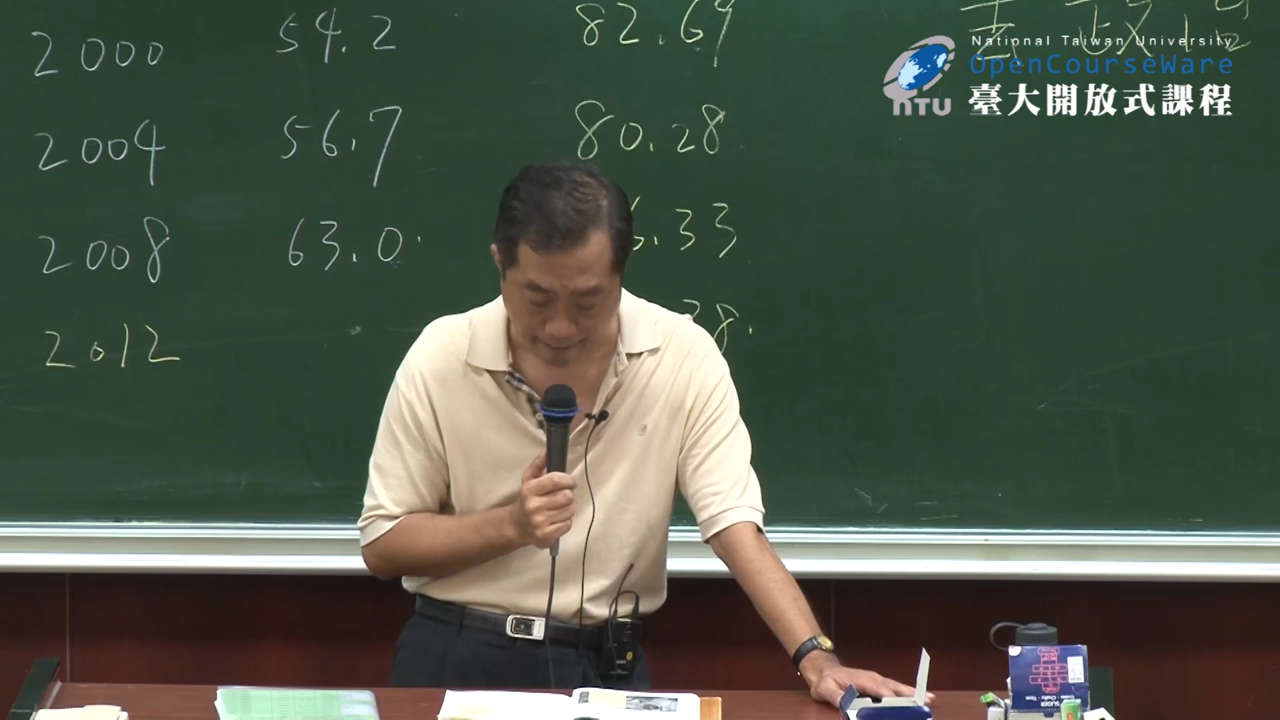 2000 54.2 82.69
National Taiwan University
OpenCourseWare
NTU 臺大開放式課程
2004 56.7 80.28
2008 63.0 .33
2012 8